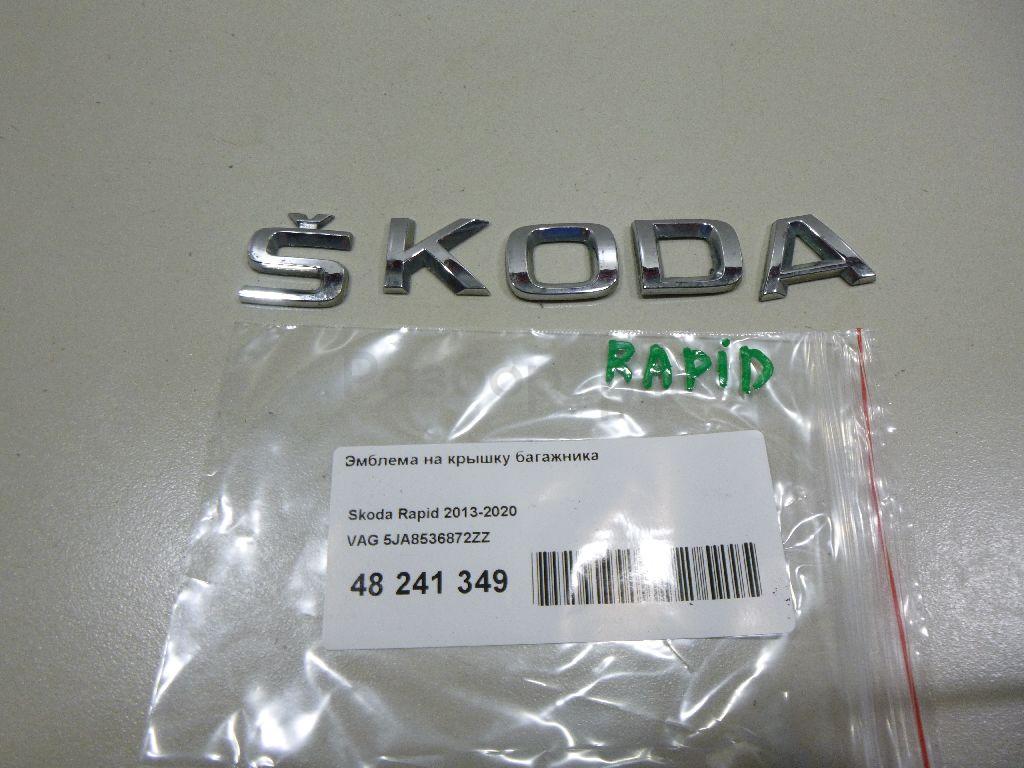 ŠKODA
RAPiD
Эмблема на крышку багажника
Skoda Rapid 2013-2020
VAG 5JA8536872ZZ
48 241 349